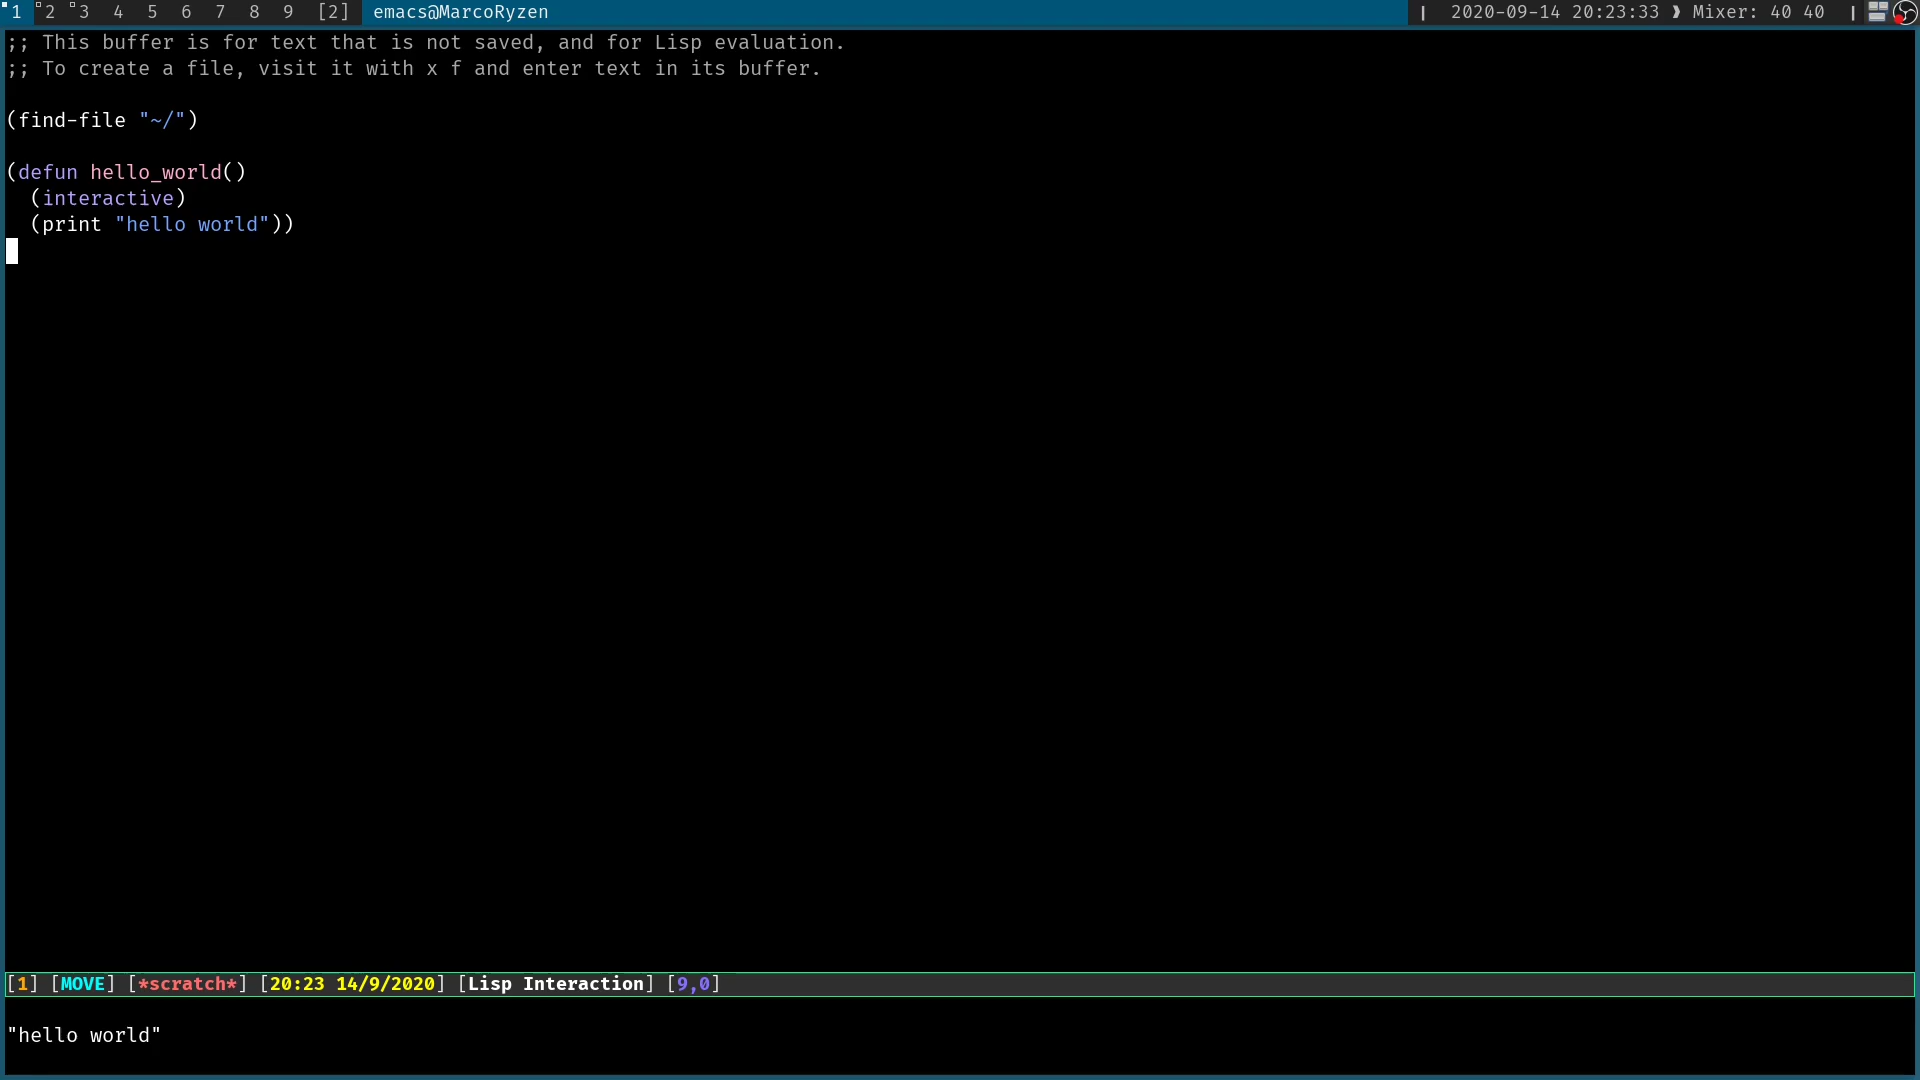 1 2 3 4 5 6 7 8 9 [2] emacs@MarcoRyzen | 2020-09-14 20:23:33 ❱ Mixer: 40 40 |
;; This buffer is for text that is not saved, and for Lisp evaluation.
;; To create a file, visit it with x f and enter text in its buffer.
(find-file "~/")
(defun hello_world()
(interactive)
(print "hello world"))
[1] [MOVE] [*scratch*] [20:23 14/9/2020] [Lisp Interaction] [9,0]
"hello world"